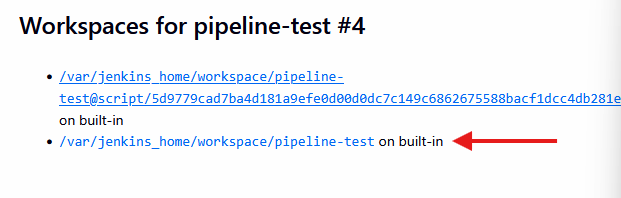 Workspaces for pipeline-test #4
/var/jenkins_home/workspace/pipeline-
test@script/5d9779cad7ba4d181a9efe0d00d0dc7c149c6862675588bacf1dcc4db281e
on built-in
/var/jenkins_home/workspace/pipeline-test on built-in